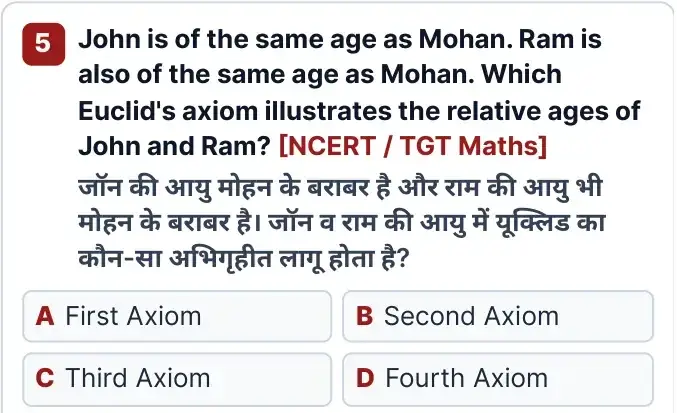 5 John is of the same age as Mohan. Ram is
also of the same age as Mohan. Which
Euclid's axiom illustrates the relative ages of
John and Ram? [NCERT / TGT Maths]
जॉन की आयु मोहन के बराबर है और राम की आयु भी
मोहन के बराबर है। जॉन व राम की आयु में यूक्लिड का
कौन-सा अभिगृहीत लागू होता है?
A First Axiom
B Second Axiom
C Third Axiom
D Fourth Axiom